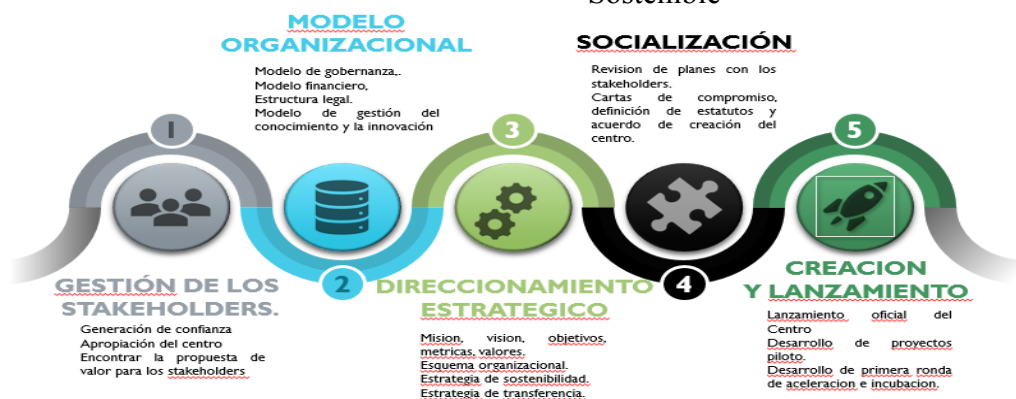 Sostenible
MODELO
ORGANIZACIONAL
Modelo de gobernanza,.
Modelo financiero,
Estructura legal.
Modelo de gestión del
conocimiento y la innovación
SOCIALIZACIÓN
Revision de planes con los
stakeholders.
Cartas de compromiso,
definición de estatutos y
acuerdo de creación del
centro.
1
3
5
2
4
GESTIÓN DE LOS
STAKEHOLDERS.
Generación de confianza
Apropiación del centro
Encontrar la propuesta de
valor para los stakeholders
DIRECCIONAMIENTO
ESTRATEGICO
Mision, vision, objetivos,
metricas, valores.
Esquema organizacional.
Estrategia de sostenibilidad.
Estrategia de transferencia.
CREACION
Y LANZAMIENTO
Lanzamiento oficial del
Centro
Desarrollo de proyectos
piloto.
Desarrollo de primera ronda
de aceleracion e incubacion.